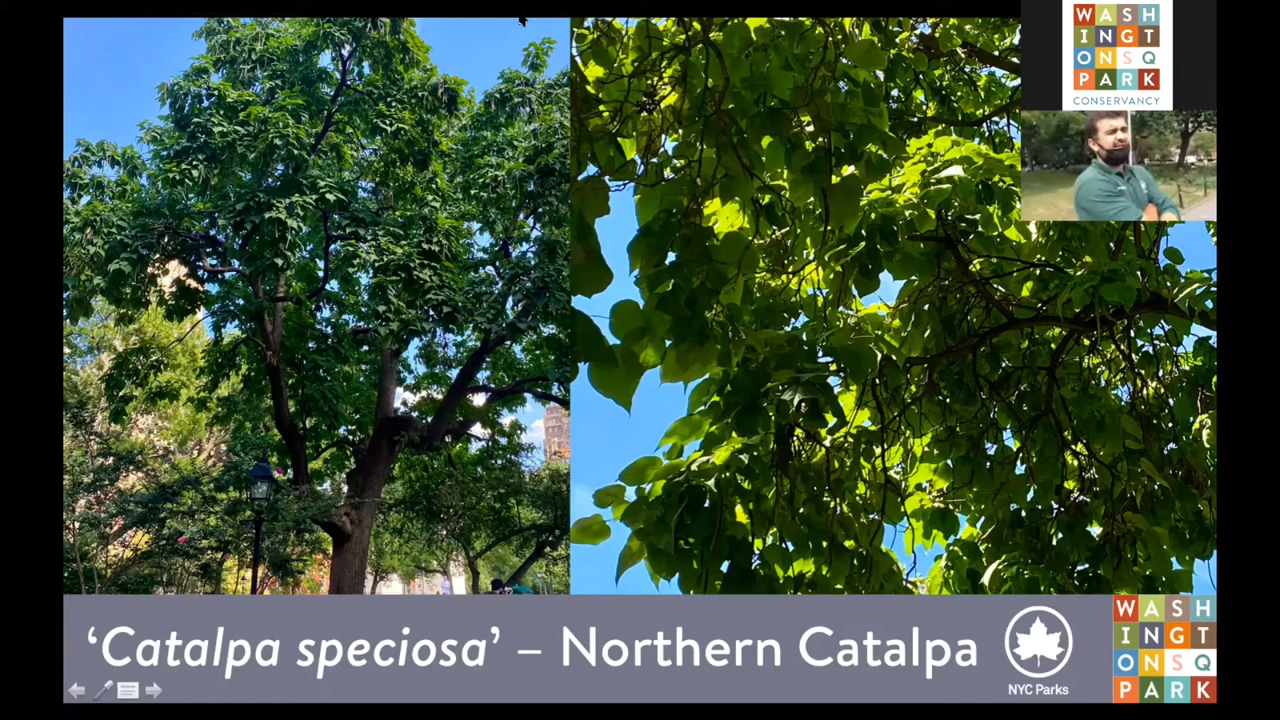 WASH
INGT
ONSQ
PARK
CONSERVANCY
‘Catalpa speciosa’ – Northern Catalpa
NYC Parks
WASH
INGT
ONSQ
PARK